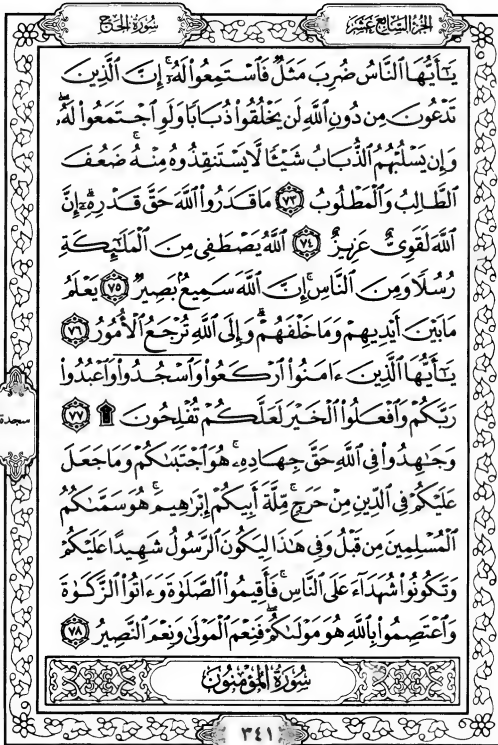 الجزء السابع عشر
سورة الحج
يَٰٓأَيُّهَا ٱلنَّاسُ ضُرِبَ مَثَلٌ فَٱسْتَمِعُوا۟ لَهُۥٓ ۚ إِنَّ ٱلَّذِينَ
تَدْعُونَ مِن دُونِ ٱللَّهِ لَن يَخْلُقُوا۟ ذُبَابًا وَلَوِ ٱجْتَمَعُوا۟ لَهُۥ ۖ
وَإِن يَسْلُبْهُمُ ٱلذُّبَابُ شَيْـًٔا لَّا يَسْتَنقِذُوهُ مِنْهُ ۚ ضَعُفَ
ٱلطَّالِبُ وَٱلْمَطْلُوبُ ٧٣ مَا قَدَرُوا۟ ٱللَّهَ حَقَّ قَدْرِهِۦٓ ۗ إِنَّ
ٱللَّهَ لَقَوِىٌّ عَزِيزٌ ٧٤ ٱللَّهُ يَصْطَفِى مِنَ ٱلْمَلَٰٓئِكَةِ
رُسُلًا وَمِنَ ٱلنَّاسِ ۚ إِنَّ ٱللَّهَ سَمِيعٌۢ بَصِيرٌ ٧٥ يَعْلَمُ
مَا بَيْنَ أَيْدِيهِمْ وَمَا خَلْفَهُمْ ۗ وَإِلَى ٱللَّهِ تُرْجَعُ ٱلْأُمُورُ ٧٦
يَٰٓأَيُّهَا ٱلَّذِينَ ءَامَنُوا۟ ٱرْكَعُوا۟ وَٱسْجُدُوا۟ وَٱعْبُدُوا۟
رَبَّكُمْ وَٱفْعَلُوا۟ ٱلْخَيْرَ لَعَلَّكُمْ تُفْلِحُونَ ۩ ٧٧
سجدة
وَجَٰهِدُوا۟ فِى ٱللَّهِ حَقَّ جِهَادِهِۦ ۚ هُوَ ٱجْتَبَىٰكُمْ وَمَا جَعَلَ
عَلَيْكُمْ فِى ٱلدِّينِ مِنْ حَرَجٍ ۚ مِّلَّةَ أَبِيكُمْ إِبْرَٰهِيمَ ۚ هُوَ سَمَّىٰكُمُ
ٱلْمُسْلِمِينَ مِن قَبْلُ وَفِى هَٰذَا لِيَكُونَ ٱلرَّسُولُ شَهِيدًا عَلَيْكُمْ
وَتَكُونُوا۟ شُهَدَآءَ عَلَى ٱلنَّاسِ ۚ فَأَقِيمُوا۟ ٱلصَّلَوٰةَ وَءَاتُوا۟ ٱلزَّكَوٰةَ
وَٱعْتَصِمُوا۟ بِٱللَّهِ هُوَ مَوْلَىٰكُمْ ۖ فَنِعْمَ ٱلْمَوْلَىٰ وَنِعْمَ ٱلنَّصِيرُ ٧٨
سورة المؤمنون
٣٤١